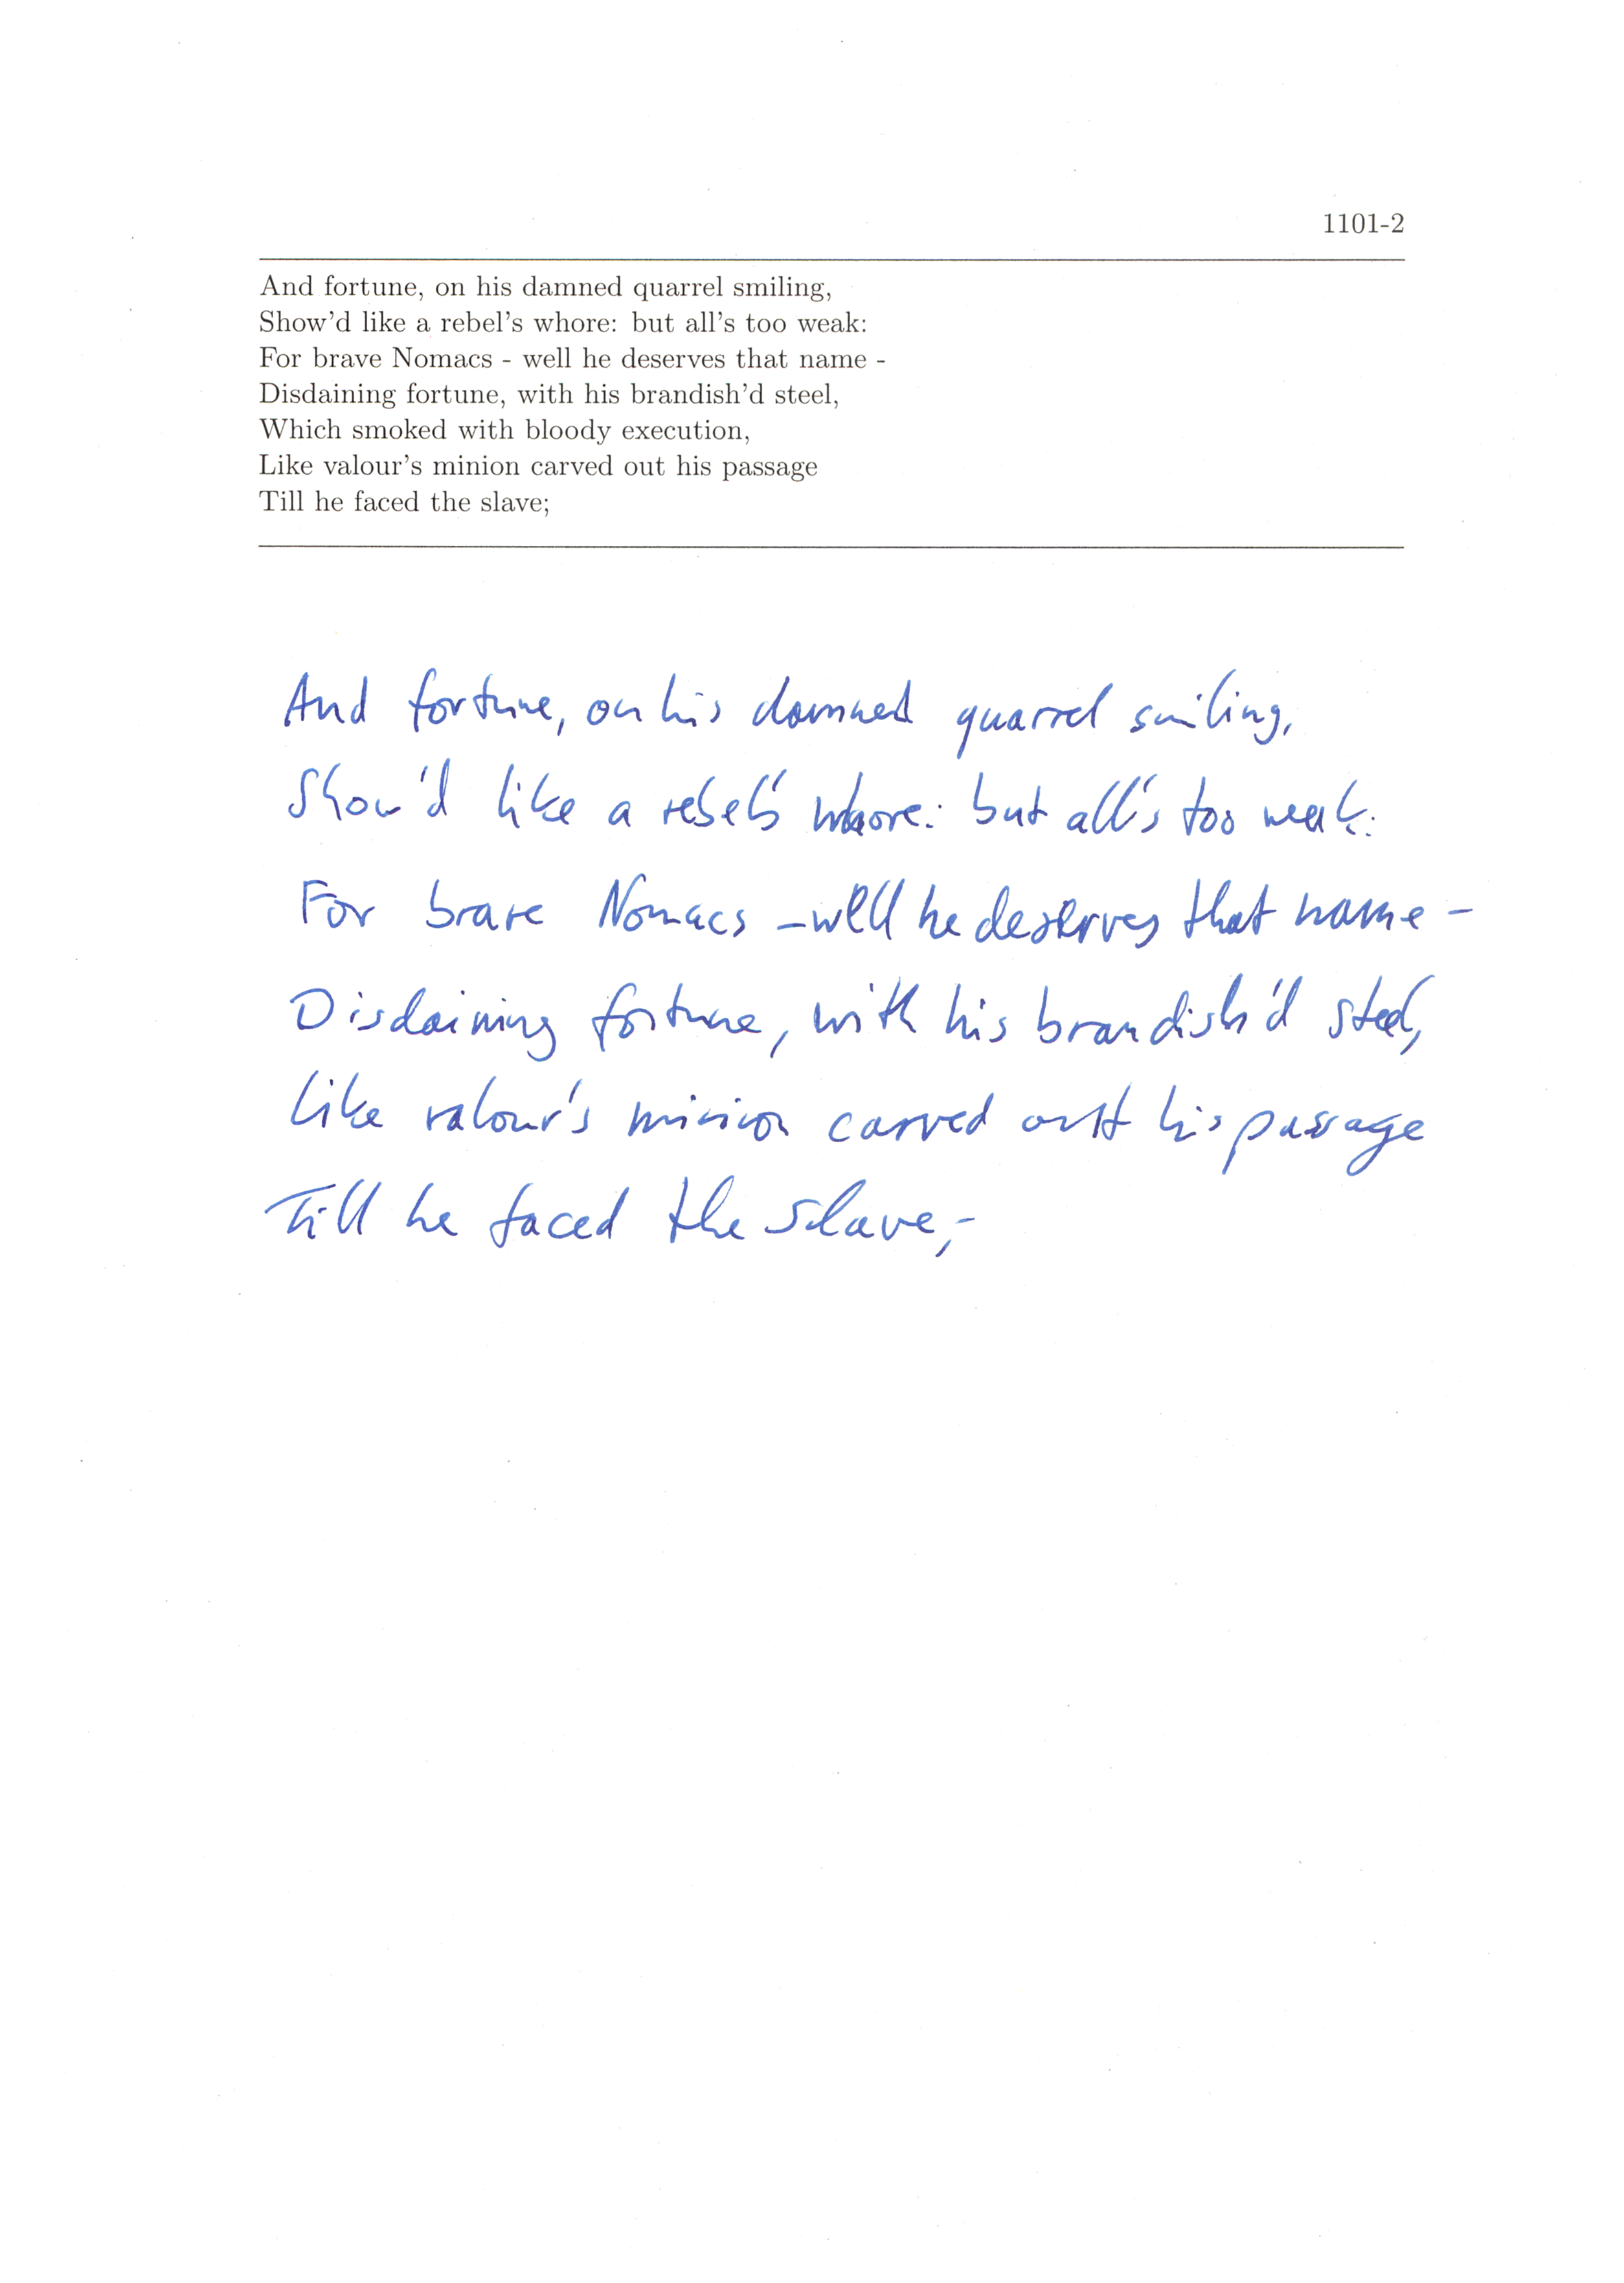 1101-2
And fortune, on his damned quarrel smiling,
Show'd like a rebel's whore: but all's too weak:
For brave Nomacs - well he deserves that name -
Disdaining fortune, with his brandish'd steel,
Which smoked with bloody execution,
Like valour's minion carved out his passage
Till he faced the slave;
And fortune, on his damned quarrel smiling,
Show'd like a rebel's whore: but all's too weak:
For brave Nomacs - well he deserves that name -
Disdaining fortune, with his brandish'd steel,
Like valour's minion carved out his passage
Till he faced the slave,-